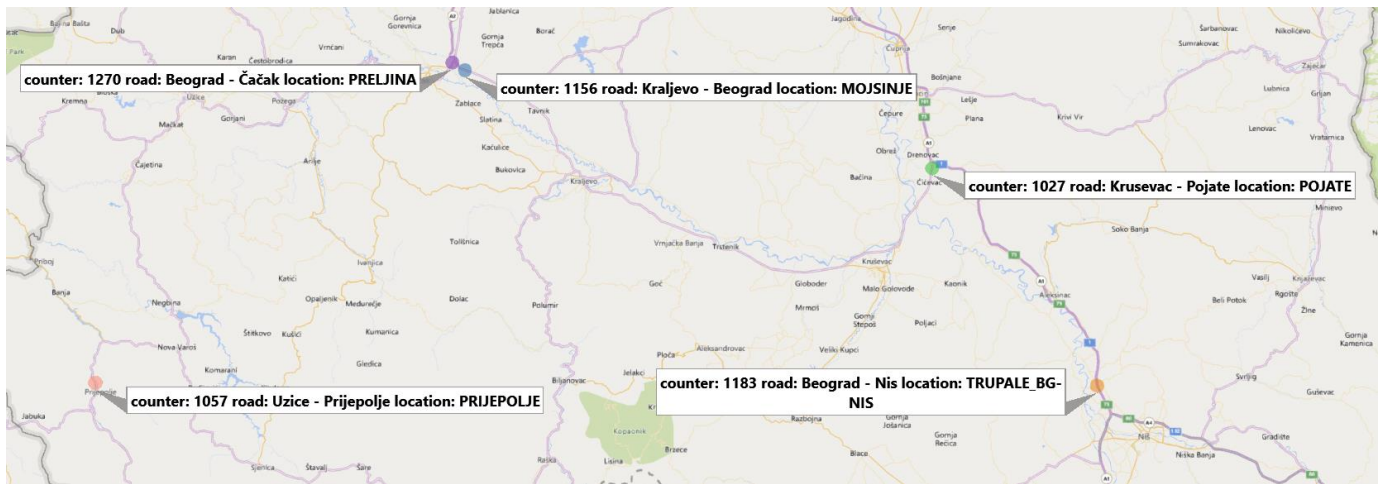 Bajina Bašta
Dub
Gornja Gorevnica
Jablanica
Gornja Trepča
Borač
Jagodina
Senje
Ćuprija
Šarbanovac
Nikoličevo
Sumrakovac
Park
Karan
Čestobrodica
Vrnčani
counter: 1270 road: Beograd - Čačak location: PRELJINA
counter: 1156 road: Kraljevo - Beograd location: MOJSINJE
Bošnjane
Zaječar
Lubnica
Grljan
Kremna
Užice
Požega
Zablaće
Tavnik
Lešje
Mačkat
Gorjani
Slatina
Ćepure
Plana
Krivi Vir
Lenovac
Vratarnica
Čajetina
Arilje
Kačulice
Bukovica
Obrež
Drenovac
Kraljevo
Baćina
Ćićevac
counter: 1027 road: Krusevac - Pojate location: POJATE
Minićevo
Priboj
Tolišnica
Vrnjačka Banja
Trstenik
Kruševac
Soko Banja
Banja
Ivanjica
Katići
Goč
Globoder
Malo Golovode
Kaonik
Aleksinac
Vasilj
Knjaževac
Rgošte
Negbina
Opaljenik
Međurečje
Dolac
Polumir
Mrmoš
Gornji Stepoš
Poljaci
Beli Potok
Žlne
Štitkovo
Kušići
Kumanica
Nova Varoš
Gledica
Ploča
Aleksandrovac
Veliki Kupci
Gornja Kamenica
Komarani
Biljanovac
Jelakci
Svrljig
Guševac
Prijepolje
counter: 1057 road: Uzice - Prijepolje location: PRIJEPOLJE
counter: 1183 road: Beograd - Nis location: TRUPALE_BG-
NIS
Jabuka
Kopaonik
Razbojna
Gornja Jošanica
Gornja Rečica
Niš
Gradište
Niška Banja
Sjenica
Štavalj
Šare
Raška
Lisina
Brzeće
Blace